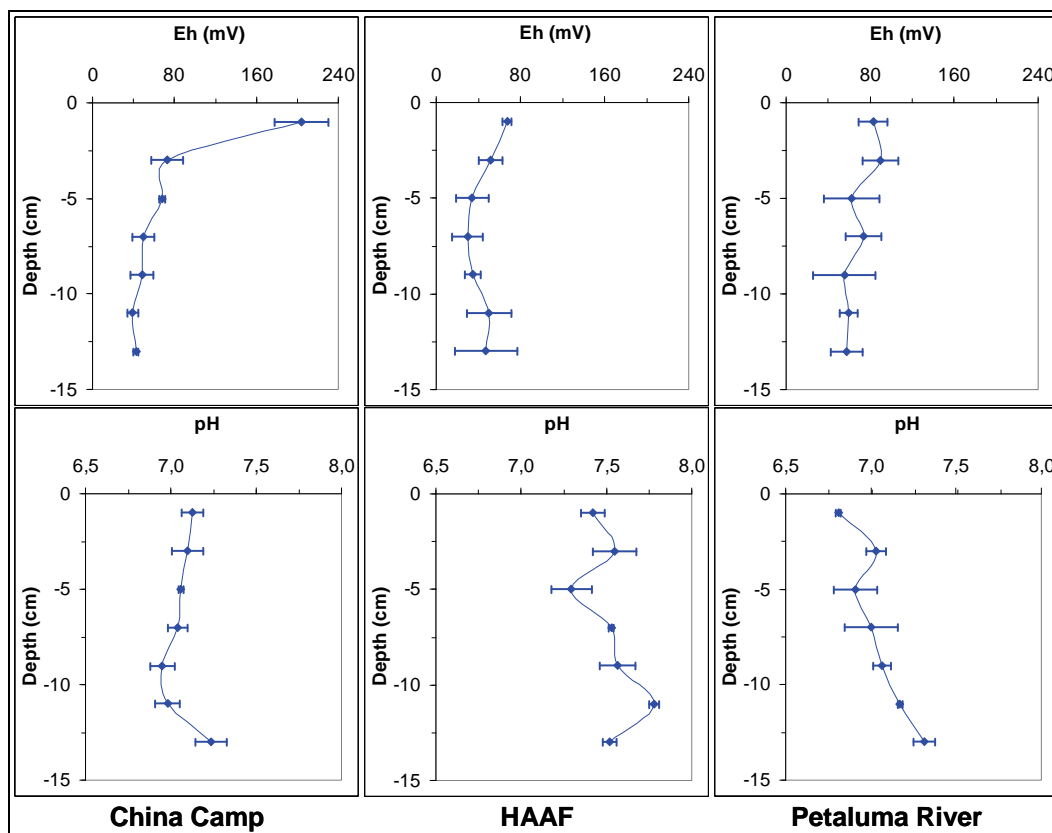 Eh (mV) Eh (mV) Eh (mV)
0 80 160 240 0 80 160 240 0 80 160 240
0 0 0
-5 -5 -5
-10 -10 -10
-15 -15 -15
Depth (cm) Depth (cm) Depth (cm)
pH pH pH
6,5 7,0 7,5 8,0 6,5 7,0 7,5 8,0 6,5 7,0 7,5 8,0
0 0 0
-5 -5 -5
-10 -10 -10
-15 -15 -15
Depth (cm) Depth (cm) Depth (cm)
China Camp HAAF Petaluma River